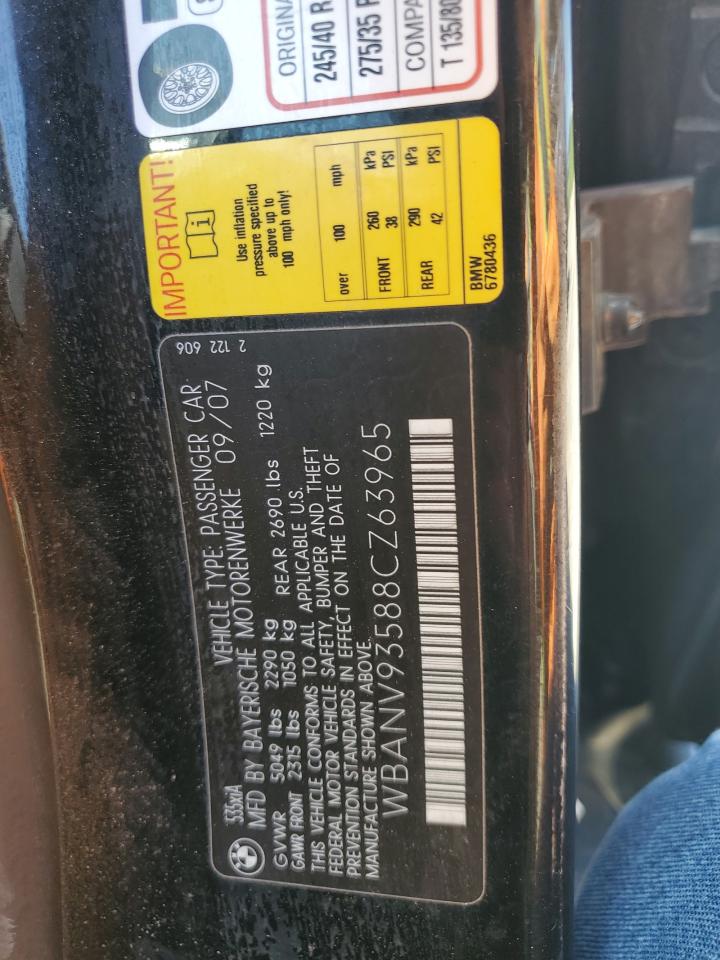 ORIGINA
245/40 R
275/35 R
COMPA
T 135/80
IMPORTANT!
Use inflation
pressure specified
above up to
100 mph only!
over 100 mph
kPa PSI
FRONT 260 38
kPa PSI
REAR 290 42
BMW
6780436
2 122 606
335xiA VEHICLE TYPE: PASSENGER CAR
MFD BY BAYERISCHE MOTORENWERKE 09/07
GVWR 5049 lbs 2290 kg
GAWR FRONT 2315 lbs 1050 kg REAR 2690 lbs 1220 kg
THIS VEHICLE CONFORMS TO ALL APPLICABLE U.S.
FEDERAL MOTOR VEHICLE SAFETY, BUMPER AND THEFT
PREVENTION STANDARDS IN EFFECT ON THE DATE OF
MANUFACTURE SHOWN ABOVE.
WBANV93588CZ63965